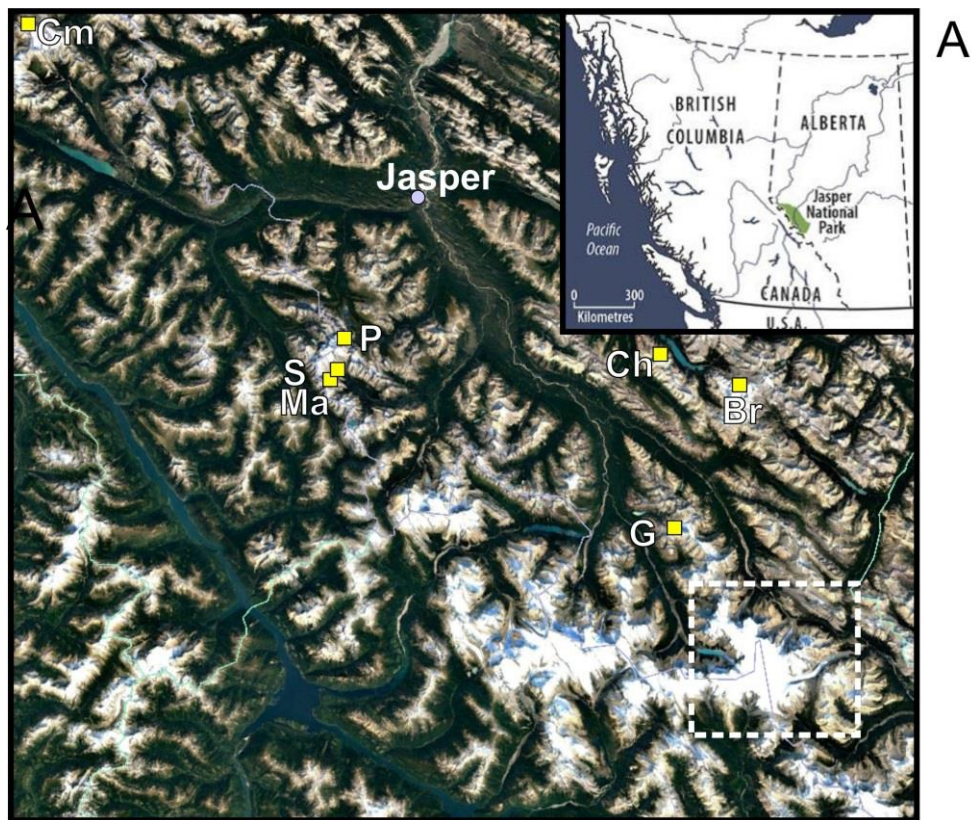 Cm
A
BRITISH
COLUMBIA
ALBERTA
Jasper
National
Park
Pacific
Ocean
0 300
Kilometres
CANADA
U.S.A.
Jasper
A
P
S
Ma
Ch
Br
G